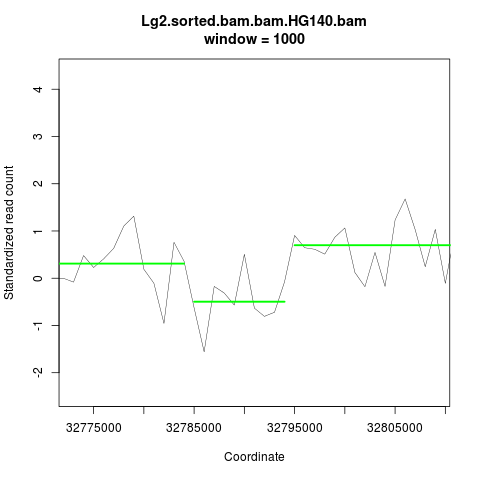 Lg2.sorted.bam.bam.HG140.bam
window = 1000
Standardized read count
4
3
2
1
0
-1
-2
32775000 32785000 32795000 32805000
Coordinate